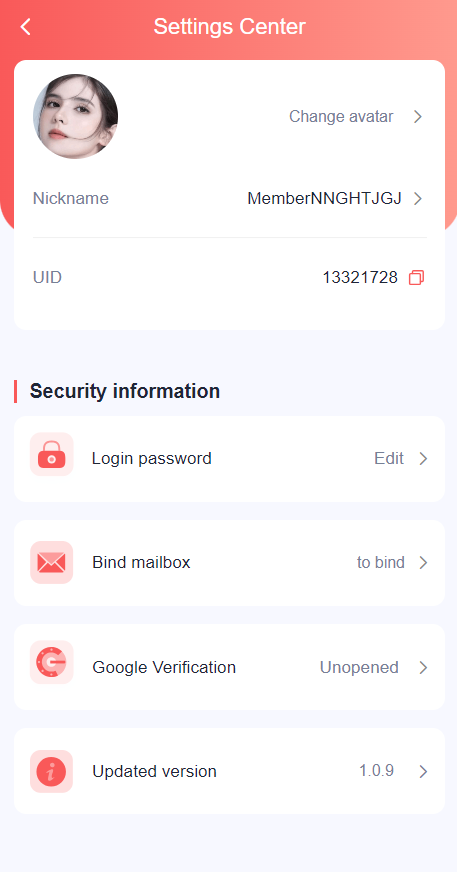 Settings Center
Change avatar
Nickname MemberNNGHTJGJ
UID 13321728
Security information
Login password Edit
Bind mailbox to bind
Google Verification Unopened
Updated version 1.0.9